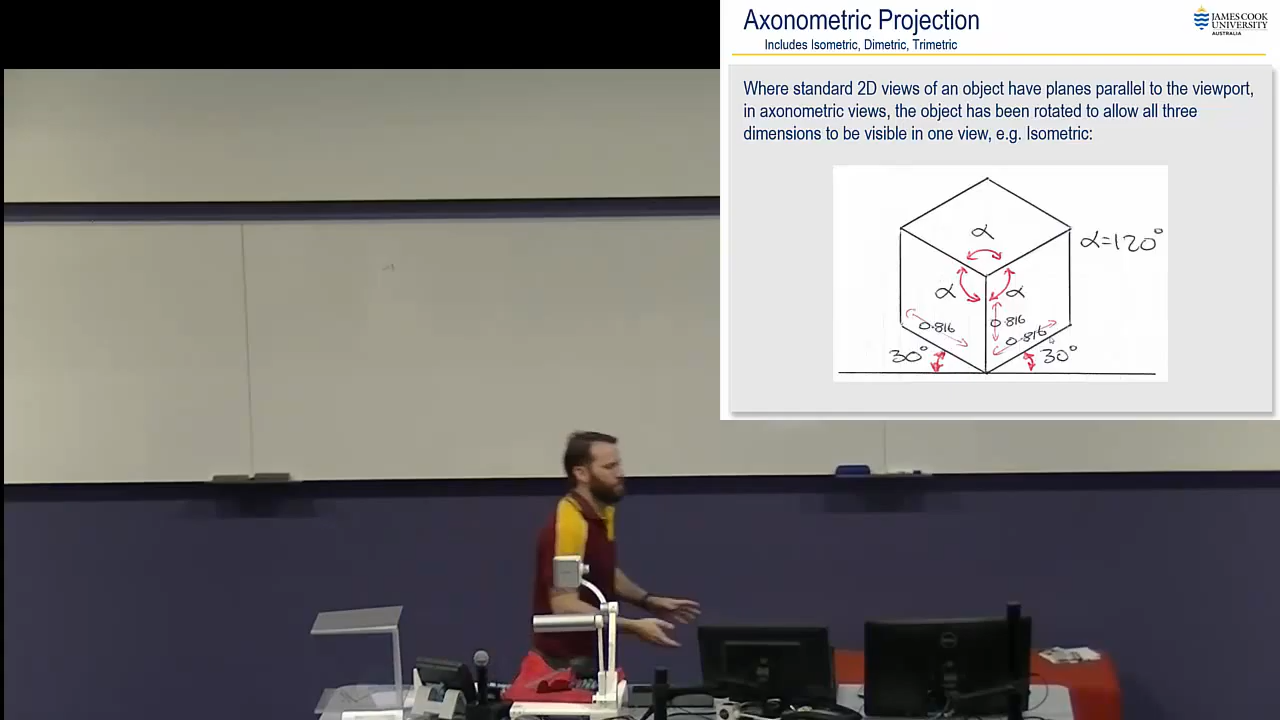 Axonometric Projection
Includes Isometric, Dimetric, Trimetric
JAMES COOK
UNIVERSITY
AUSTRALIA
Where standard 2D views of an object have planes parallel to the viewport,
in axonometric views, the object has been rotated to allow all three
dimensions to be visible in one view, e.g. Isometric:
α
α=120°
α
α
0.816
0.816
0.816
30°
30°
DELL